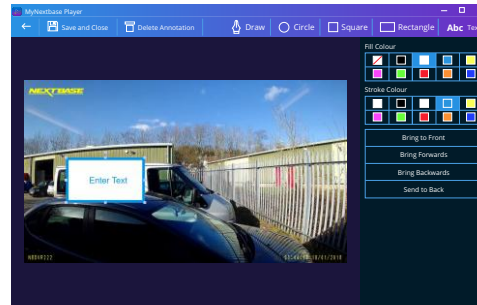 MyNextbase Player
Save and Close
Delete Annotation
Draw
Circle
Square
Rectangle
Abc
Fill Colour
Stroke Colour
Bring to Front
Bring Forwards
Bring Backwards
Send to Back
NEXTBASE
Enter Text